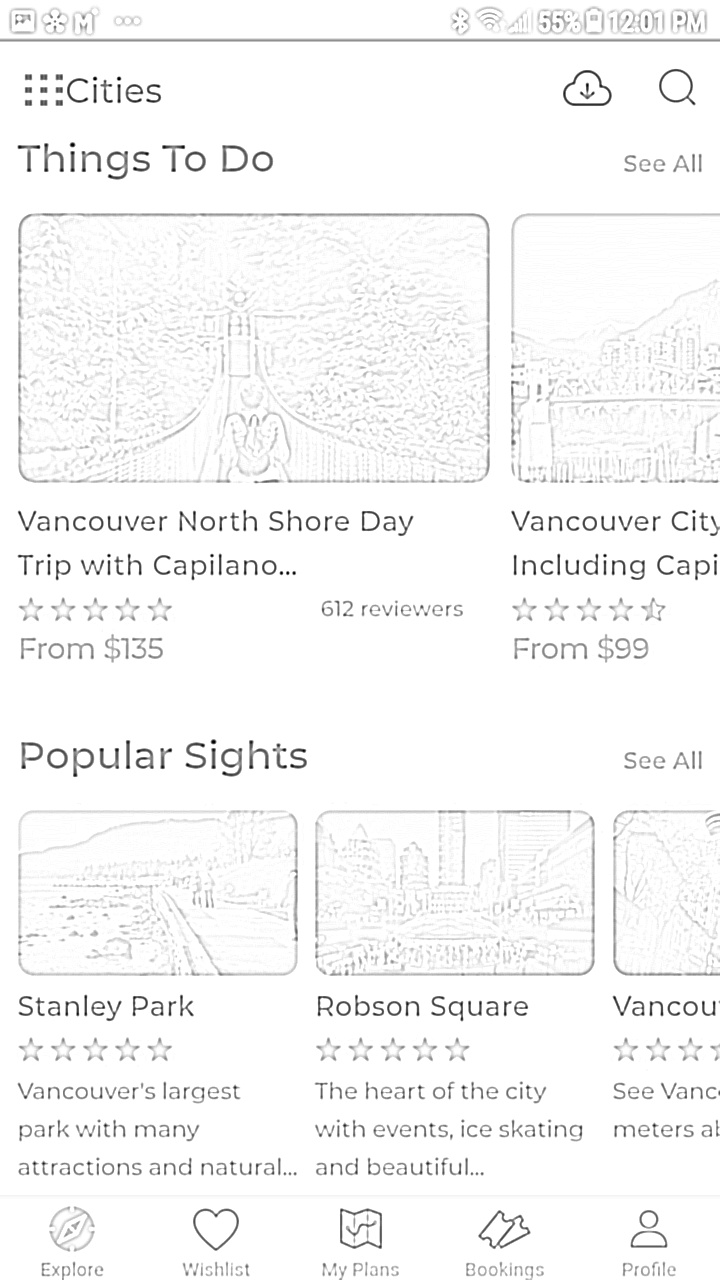 55% 12:01 PM
Cities
Things To Do
See All
Vancouver North Shore Day
Trip with Capilano...
612 reviewers
From $135
Vancouver City
Including Capi
From $99
Popular Sights
See All
Stanley Park
Vancouver's largest
park with many
attractions and natural...
Robson Square
The heart of the city
with events, ice skating
and beautiful...
Vancou
See Vanc
meters ab
Explore
Wishlist
My Plans
Bookings
Profile